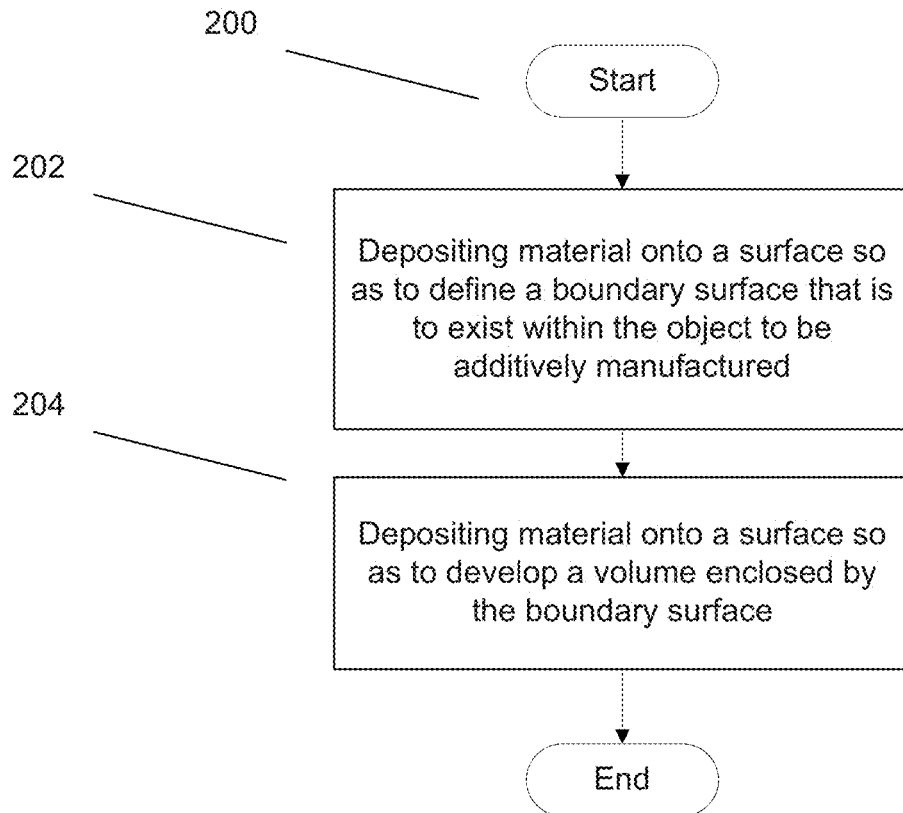 200
Start
202
Depositing material onto a surface so
as to define a boundary surface that is
to exist within the object to be
additively manufactured
204
Depositing material onto a surface so
as to develop a volume enclosed by
the boundary surface
End